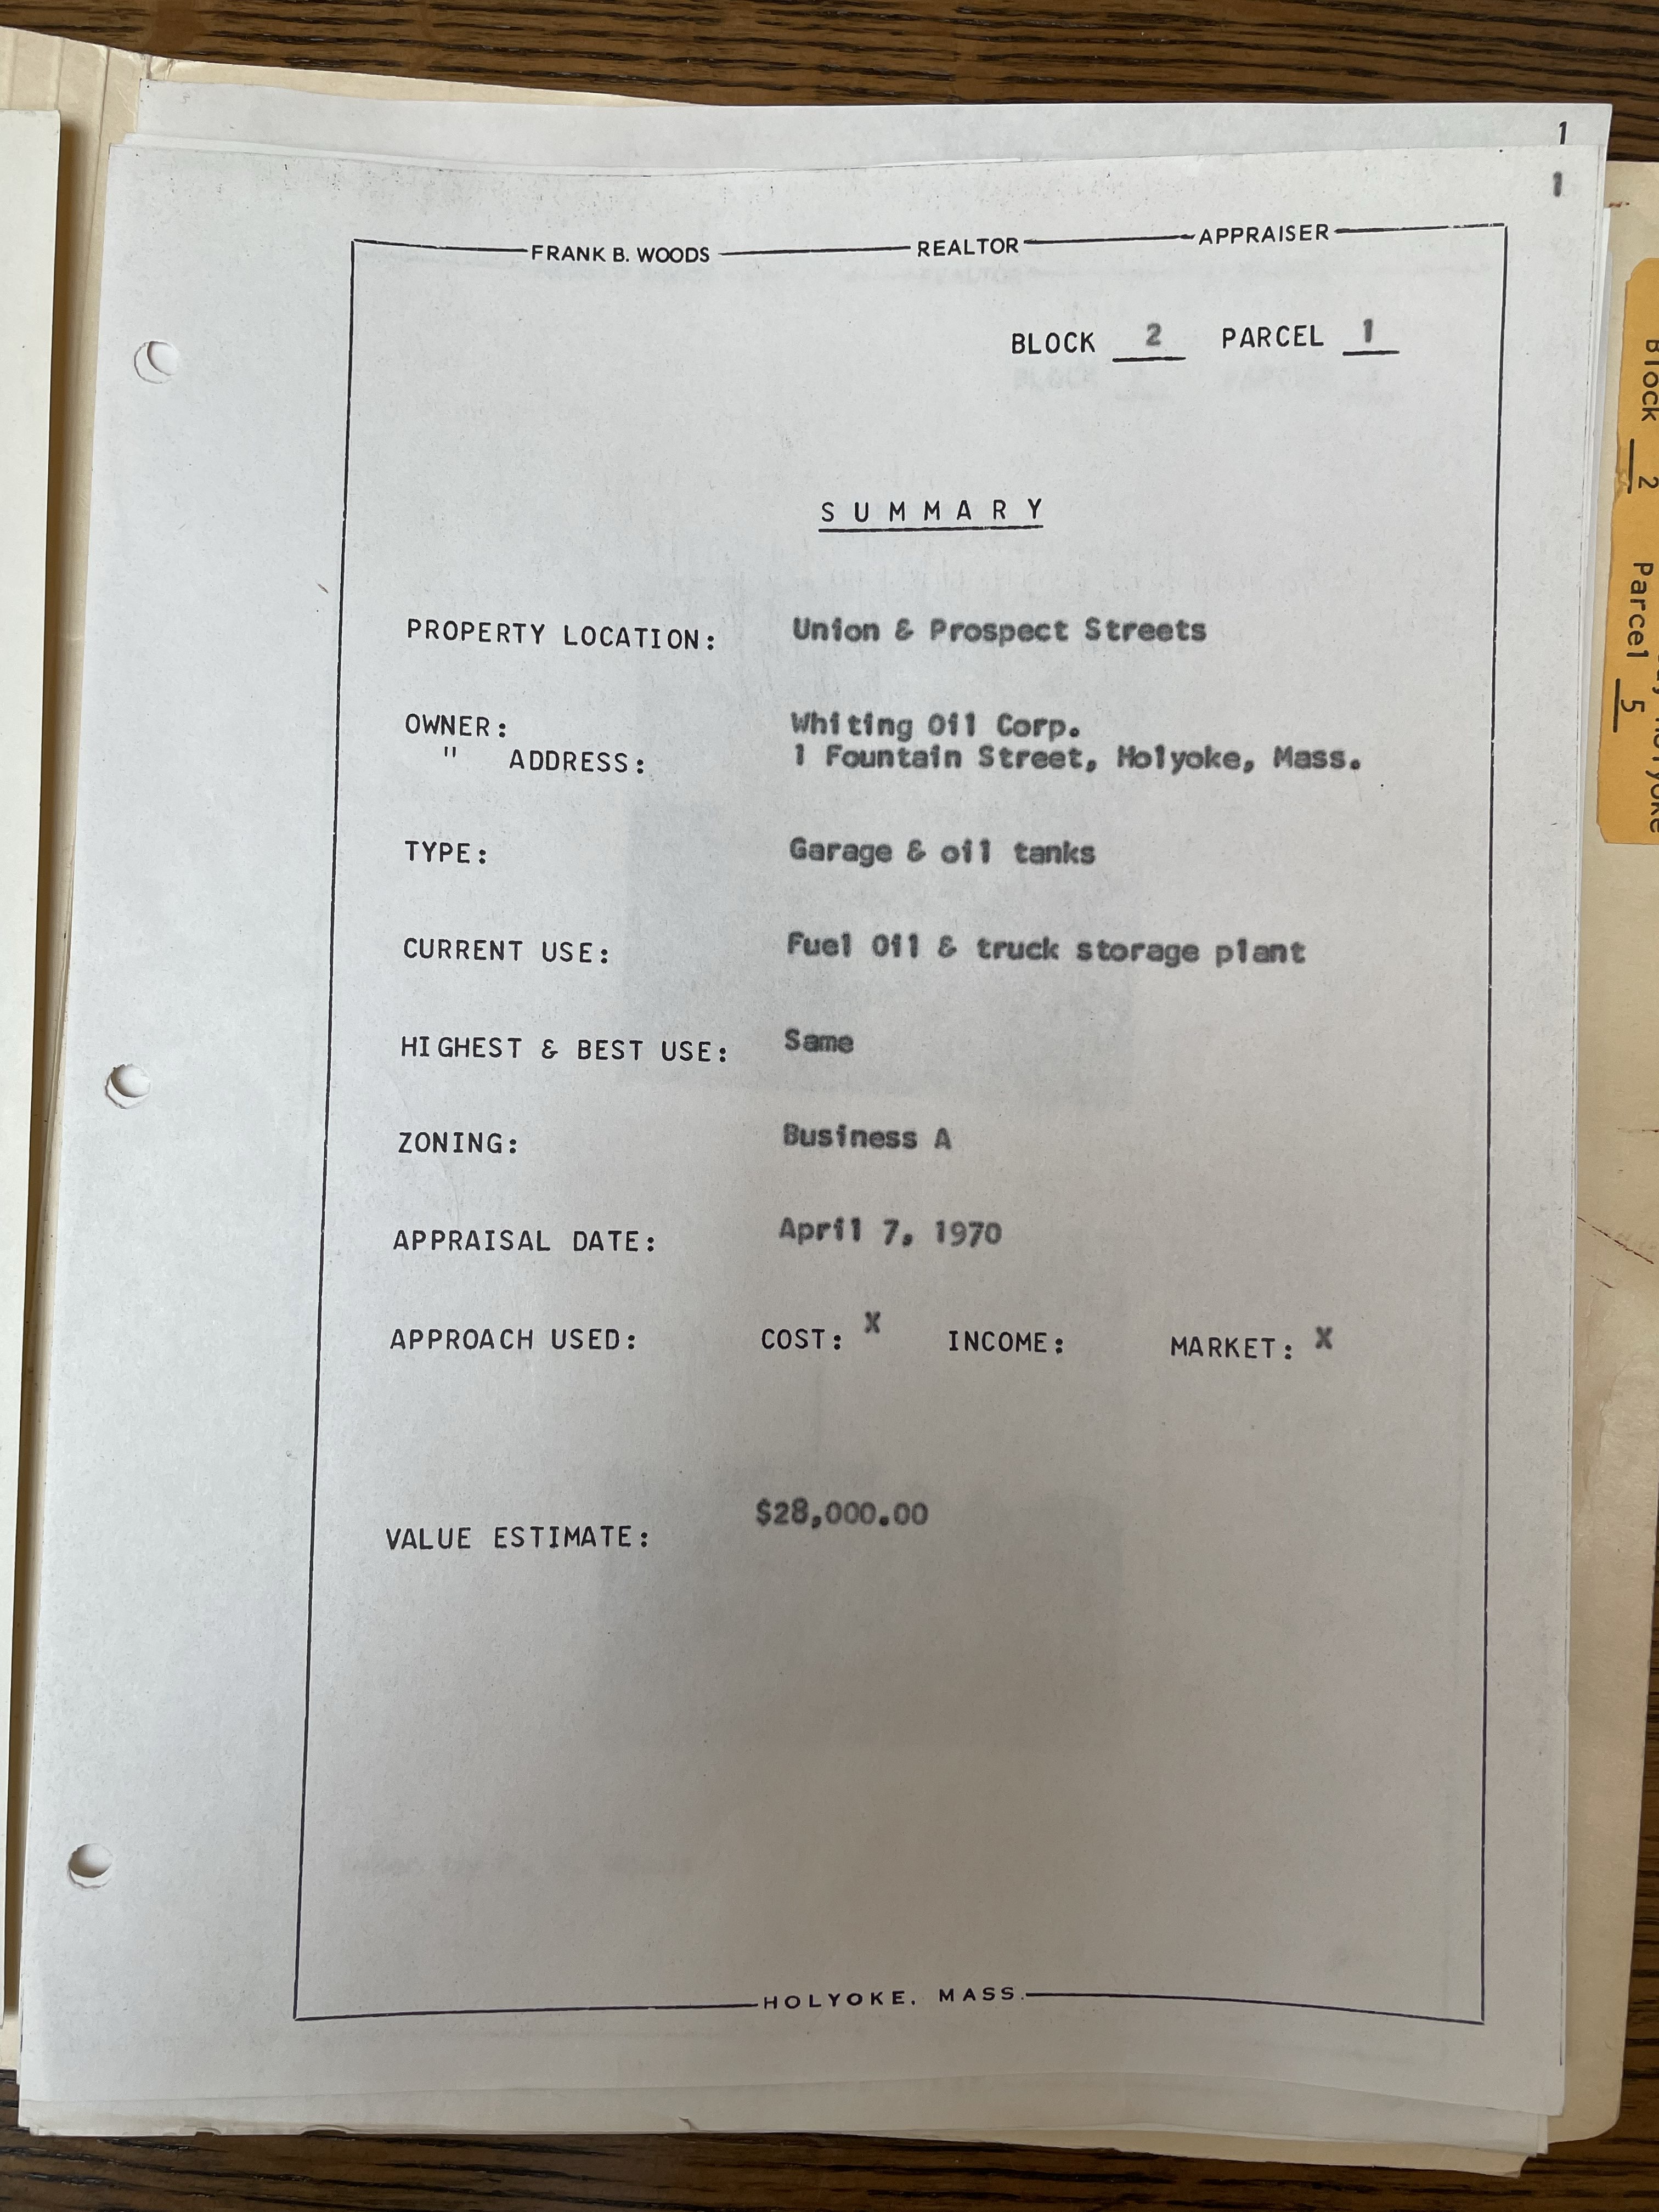 1
1
FRANK B. WOODS REALTOR APPRAISER
BLOCK 2 PARCEL 1
SUMMARY
PROPERTY LOCATION: Union & Prospect Streets
OWNER: Whiting Oil Corp.
" ADDRESS: 1 Fountain Street, Holyoke, Mass.
TYPE: Garage & oil tanks
CURRENT USE: Fuel Oil & truck storage plant
HIGHEST & BEST USE: Same
ZONING: Business A
APPRAISAL DATE: April 7, 1970
APPROACH USED: COST: X INCOME: MARKET: X
VALUE ESTIMATE: $28,000.00
HOLYOKE. MASS.
Block 2 Parcel 5
Holyoke